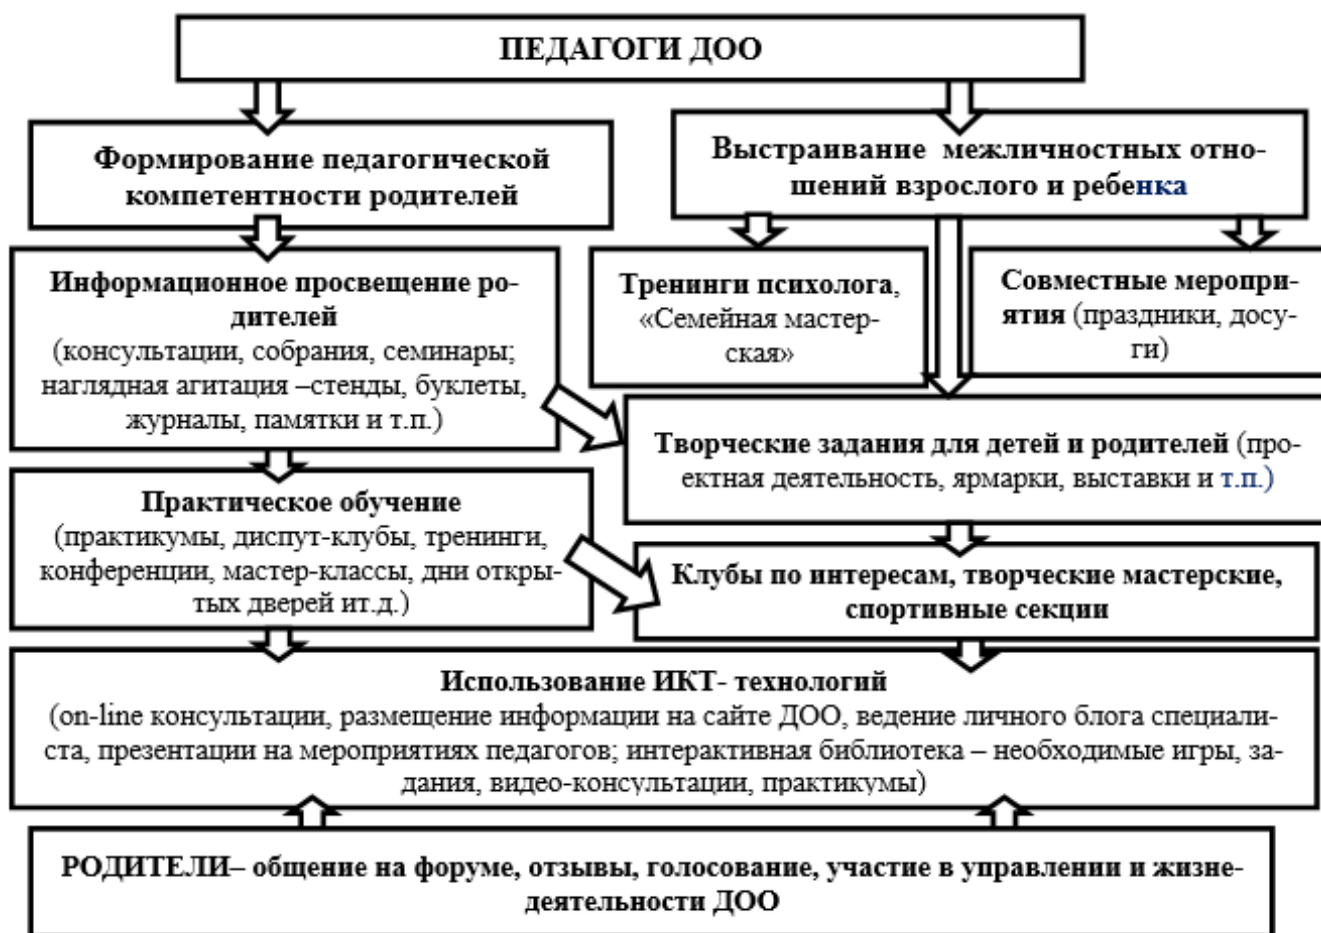 ПЕДАГОГИ ДОО
Формирование педагогической
компетентности родителей
Выстраивание межличностных отно-
шений взрослого и ребенка
Информационное просвещение ро-
дителей
(консультации, собрания, семинары;
наглядная агитация –стенды, буклеты,
журналы, памятки и т.п.)
Тренинги психолога,
«Семейная мастер-
ская»
Совместные меропри-
ятия (праздники, досу-
ги)
Творческие задания для детей и родителей (про-
ектная деятельность, ярмарки, выставки и т.п.)
Практическое обучение
(практикумы, диспут-клубы, тренинги,
конференции, мастер-классы, дни откры-
тых дверей ит.д.)
Клубы по интересам, творческие мастерские,
спортивные секции
Использование ИКТ- технологий
(on-line консультации, размещение информации на сайте ДОО, ведение личного блога специали-
ста, презентации на мероприятиях педагогов; интерактивная библиотека – необходимые игры, за-
дания, видео-консультации, практикумы)
РОДИТЕЛИ– общение на форуме, отзывы, голосование, участие в управлении и жизне-
деятельности ДОО